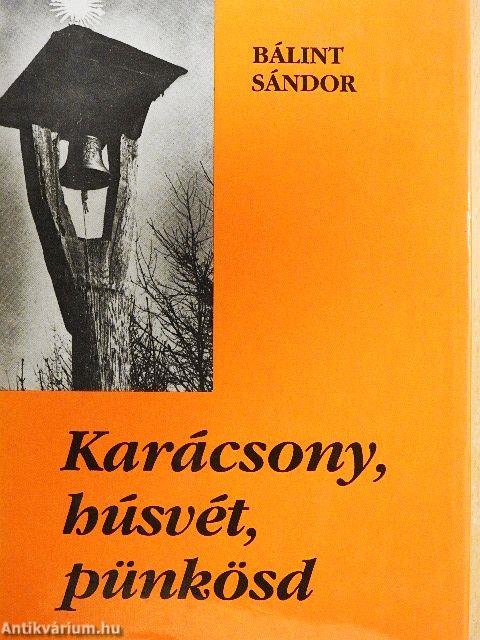 BÁLINT
SÁNDOR
Karácsony,
húsvét,
pünkösd
Antikvárium.hu